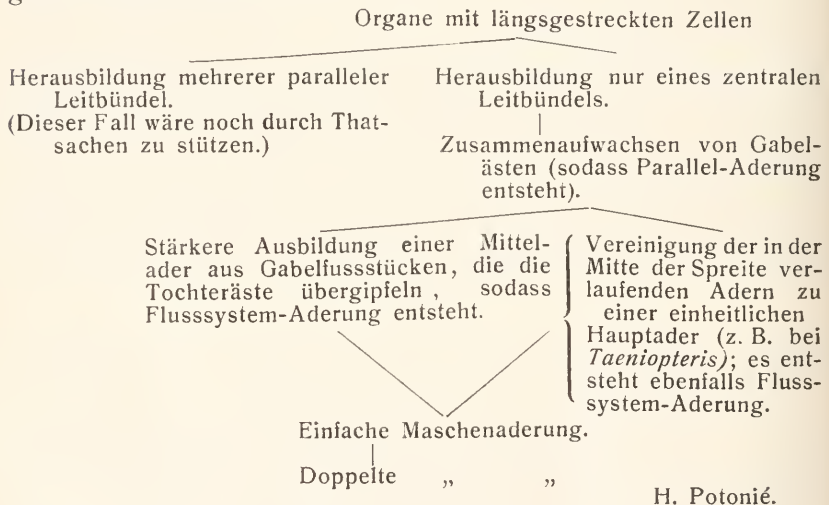 Organe mit längsgestreckten Zellen
Herausbildung mehrerer paralleler
Leitbündel.
(Dieser Fall wäre noch durch That-
sachen zu stützen.)
Herausbildung nur eines zentralen
Leitbündels.
Zusammenaufwachsen von Gabel-
ästen (sodass Parallel-Aderung
entsteht).
Stärkere Ausbildung einer Mittel-
ader aus Gabelfussstücken, die die
Tochteräste übergipfeln, sodass
Flusssystem-Aderung entsteht.
Vereinigung der in der
Mitte der Spreite ver-
laufenden Adern zu
einer einheitlichen
Hauptader (z. B. bei
Taeniopteris); es ent-
steht ebenfalls Fluss-
system-Aderung.
Einfache Maschenaderung.
Doppelte „ „
H. Potonié.